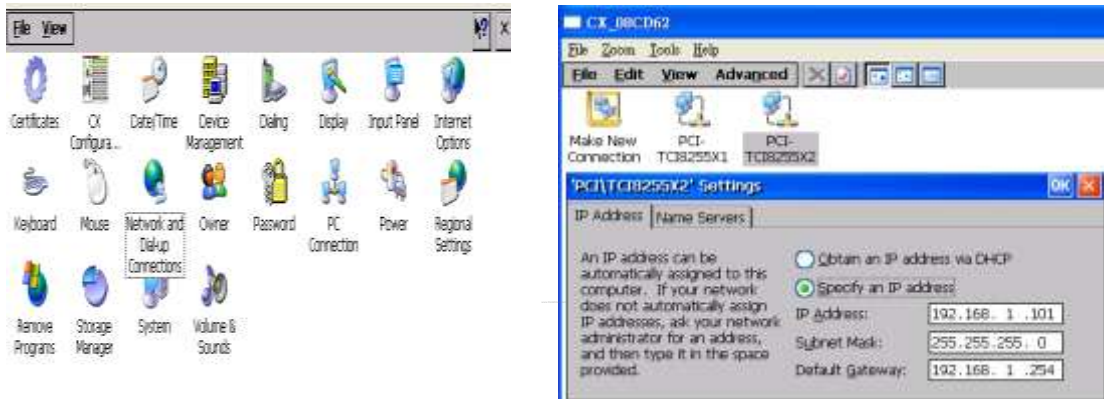 File View
Certificates CX Date/Time Device Dialing Display Input Panel Internet
Configura... Management Options
Keyboard Mouse Network and Owner Password PC Power Regional
Dial-up Connection Settings
Connections
Remove Storage System Volume &
Programs Manager Sounds
CX_08CD62
File Zoom Tools Help
File Edit View Advanced
Make New PCI- PCI-
Connection TCI8255X1 TCI8255X2
'PCI\TCI8255X2' Settings OK
IP Address Name Servers
An IP address can be
automatically assigned to this
computer. If your network
does not automatically assign
IP addresses, ask your network
administrator for an address,
and then type it in the space
provided.
Obtain an IP address via DHCP
Specify an IP address
IP Address: 192.168. 1 .101
Subnet Mask: 255.255.255. 0
Default Gateway: 192.168. 1 .254